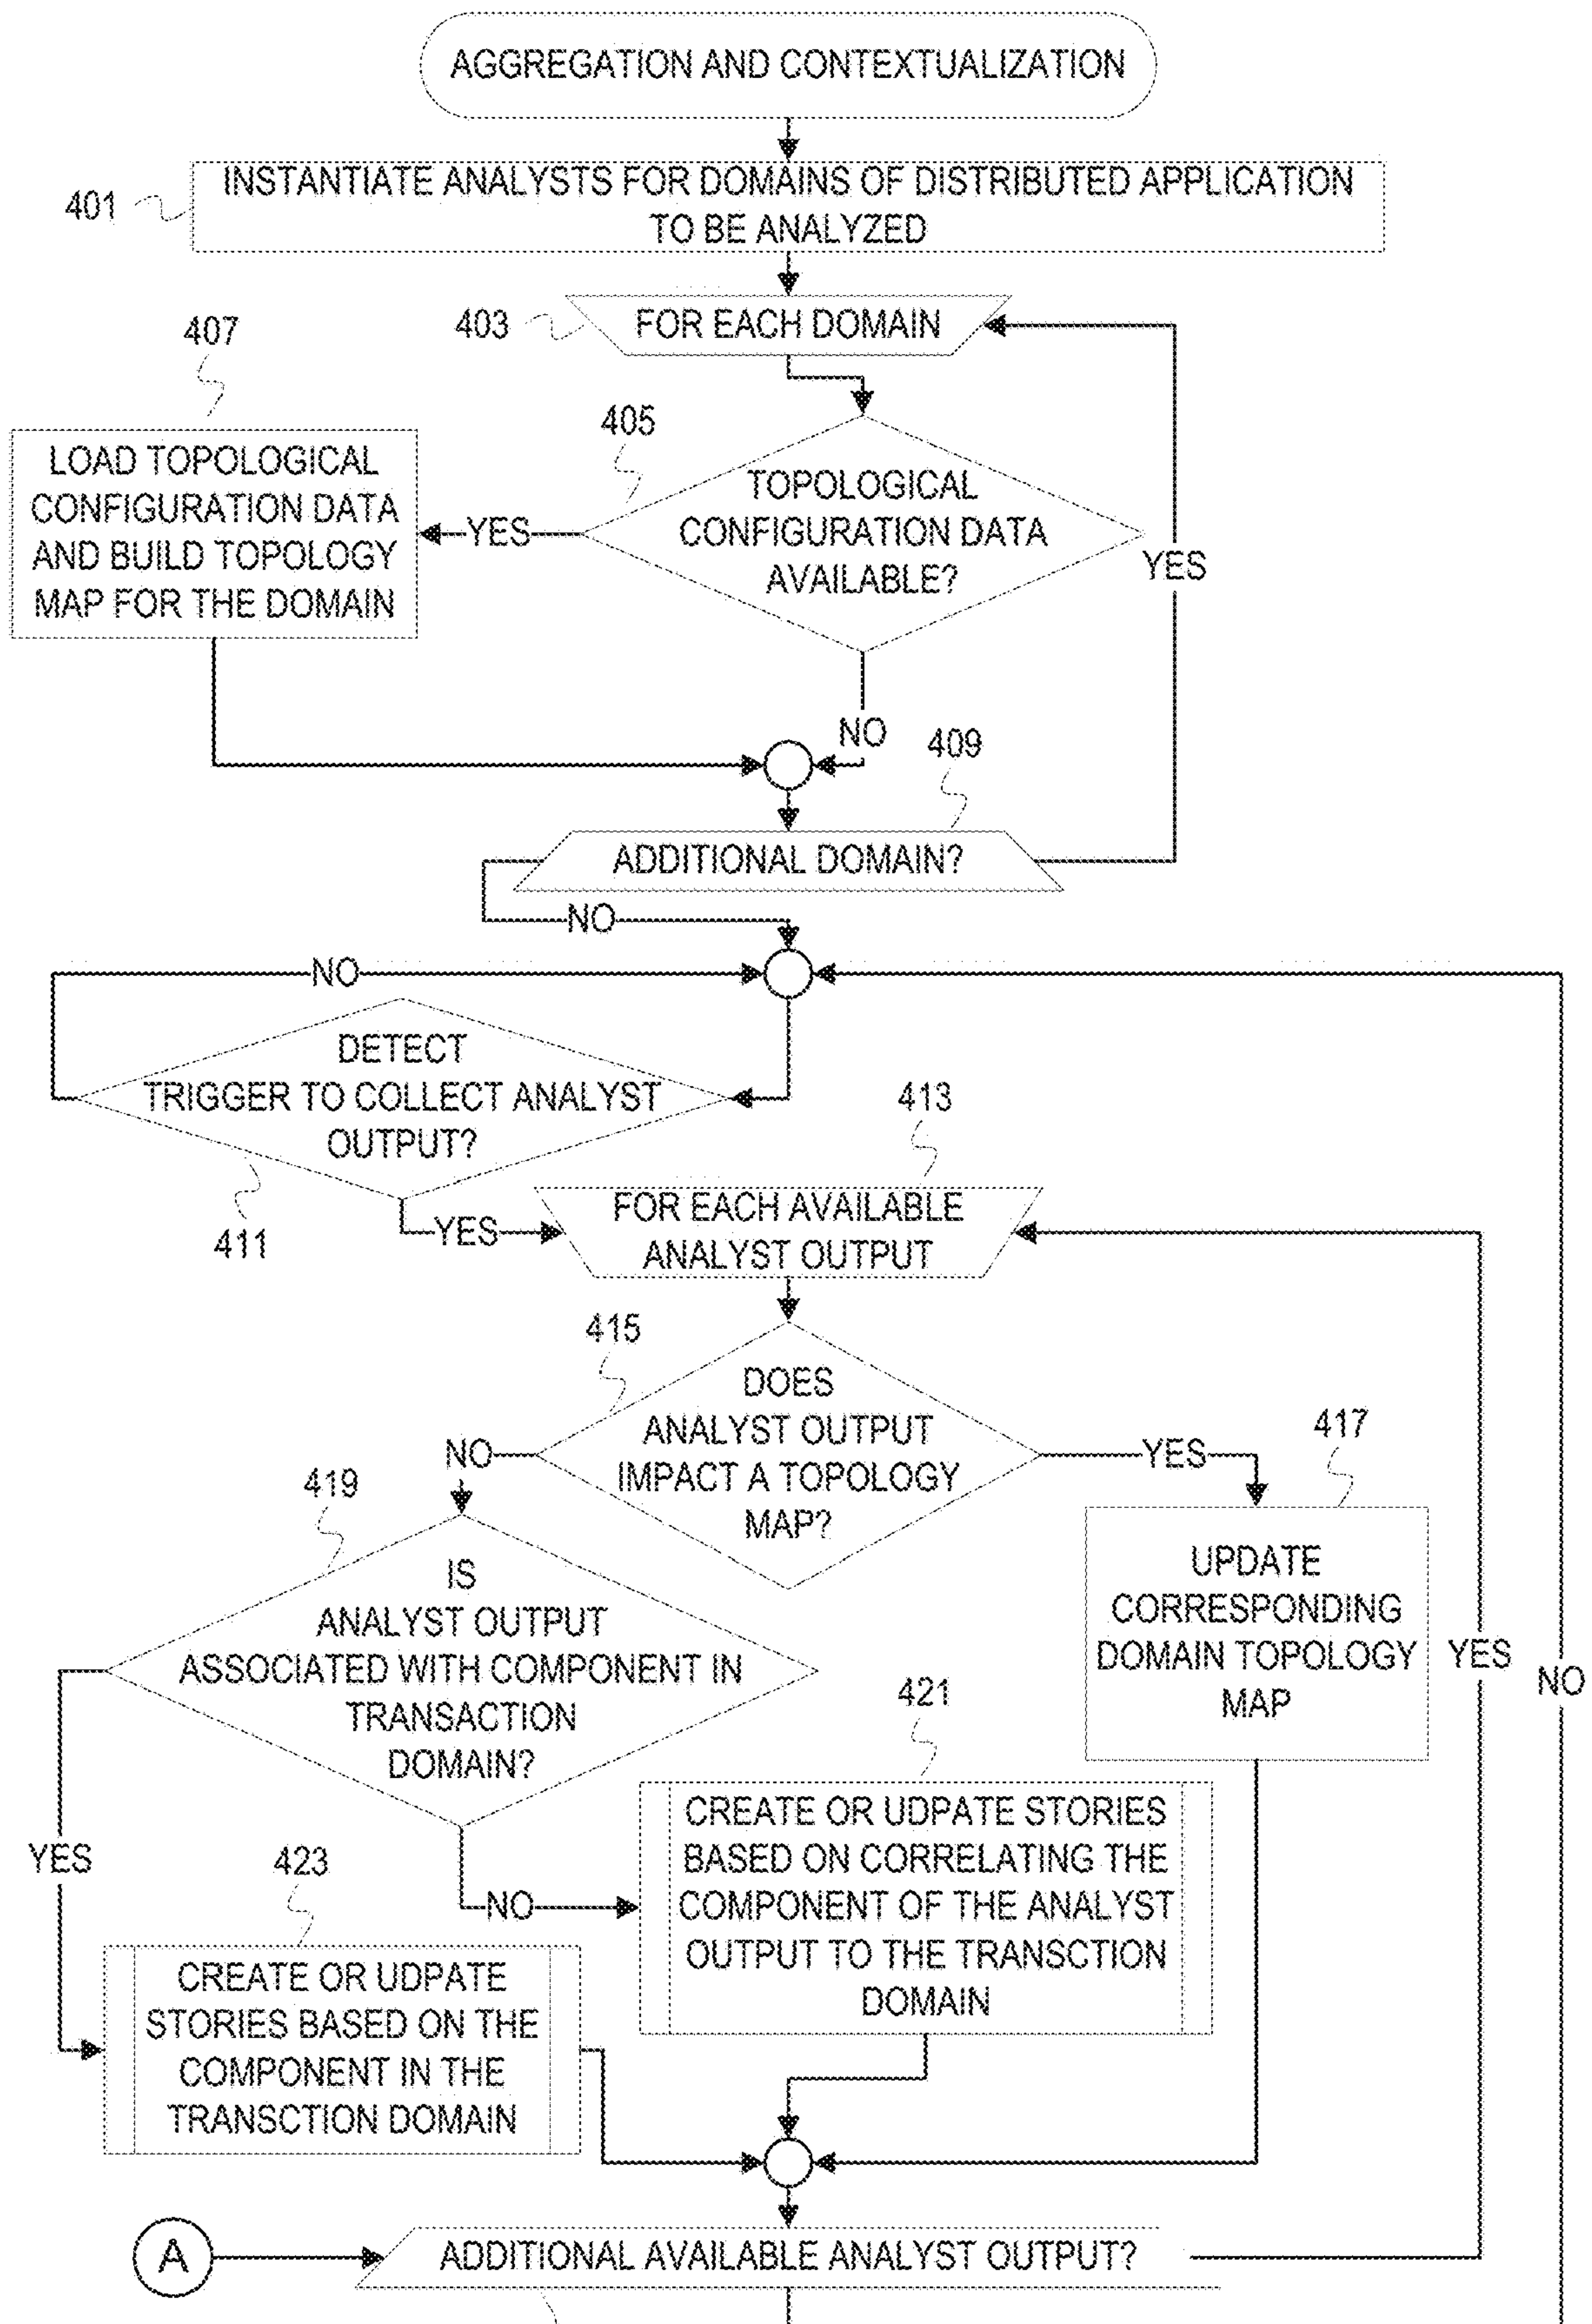 AGGREGATION AND CONTEXTUALIZATION
401
INSTANTIATE ANALYSTS FOR DOMAINS OF DISTRIBUTED APPLICATION
TO BE ANALYZED
403
FOR EACH DOMAIN
407
405
LOAD TOPOLOGICAL
CONFIGURATION DATA
AND BUILD TOPOLOGY
MAP FOR THE DOMAIN
YES
TOPOLOGICAL
CONFIGURATION DATA
AVAILABLE?
YES
NO
409
ADDITIONAL DOMAIN?
NO
NO
DETECT
TRIGGER TO COLLECT ANALYST
OUTPUT?
411
YES
413
FOR EACH AVAILABLE
ANALYST OUTPUT
415
DOES
ANALYST OUTPUT
IMPACT A TOPOLOGY
MAP?
NO
YES
417
UPDATE
CORRESPONDING
DOMAIN TOPOLOGY
MAP
YES
NO
419
IS
ANALYST OUTPUT
ASSOCIATED WITH COMPONENT IN
TRANSACTION
DOMAIN?
YES
NO
421
CREATE OR UDPATE STORIES
BASED ON CORRELATING THE
COMPONENT OF THE ANALYST
OUTPUT TO THE TRANSCTION
DOMAIN
423
CREATE OR UDPATE
STORIES BASED ON THE
COMPONENT IN THE
TRANSCTION DOMAIN
A
ADDITIONAL AVAILABLE ANALYST OUTPUT?